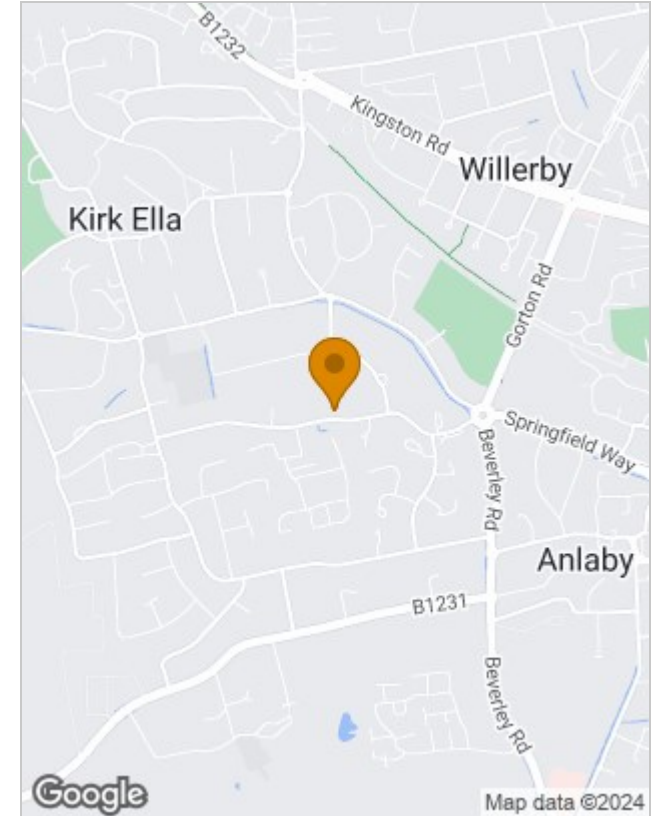 B1232
Kingston Rd
Willerby
Kirk Ella
Gorton Rd
Springfield Way
Beverley Rd
Anlaby
B1231
Beverley Rd
Google
Map data ©2024